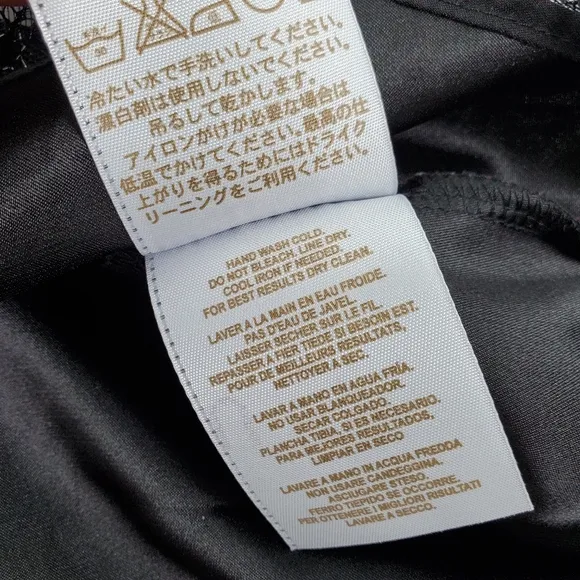 冷たい水で手洗いしてください。
漂白剤は使用しないでください。
吊るして乾かします。
アイロンがけが必要な場合は
低温でかけてください。最高の仕
上がりを得るためにはドライク
リーニングをご利用ください。
HAND WASH COLD.
DO NOT BLEACH. LINE DRY.
COOL IRON IF NEEDED.
FOR BEST RESULTS DRY CLEAN.
LAVER A LA MAIN EN EAU FROIDE.
PAS D'EAU DE JAVEL.
LAISSER SECHER SUR LE FIL.
REPASSER A FIER TIEDE SI BESOIN EST.
POUR DE MEILLEURS RESULTATS,
NETTOYER A SEC.
LAVAR A MANO EN AGUA FRÍA.
NO USAR BLANQUEADOR.
SECAR COLGADO.
PLANCHA TIBIA, SI ES NECESARIO.
PARA MEJORES RESULTADOS,
LIMPIAR EN SECO
LAVARE A MANO IN ACQUA FREDDA
NON USARE CANDEGGINA.
ASCIUGARE STESO.
FERRO TIEPIDO SE OCCORRE.
PER OTTENERE I MIGLIORI RISULTATI
LAVARE A SECCO.